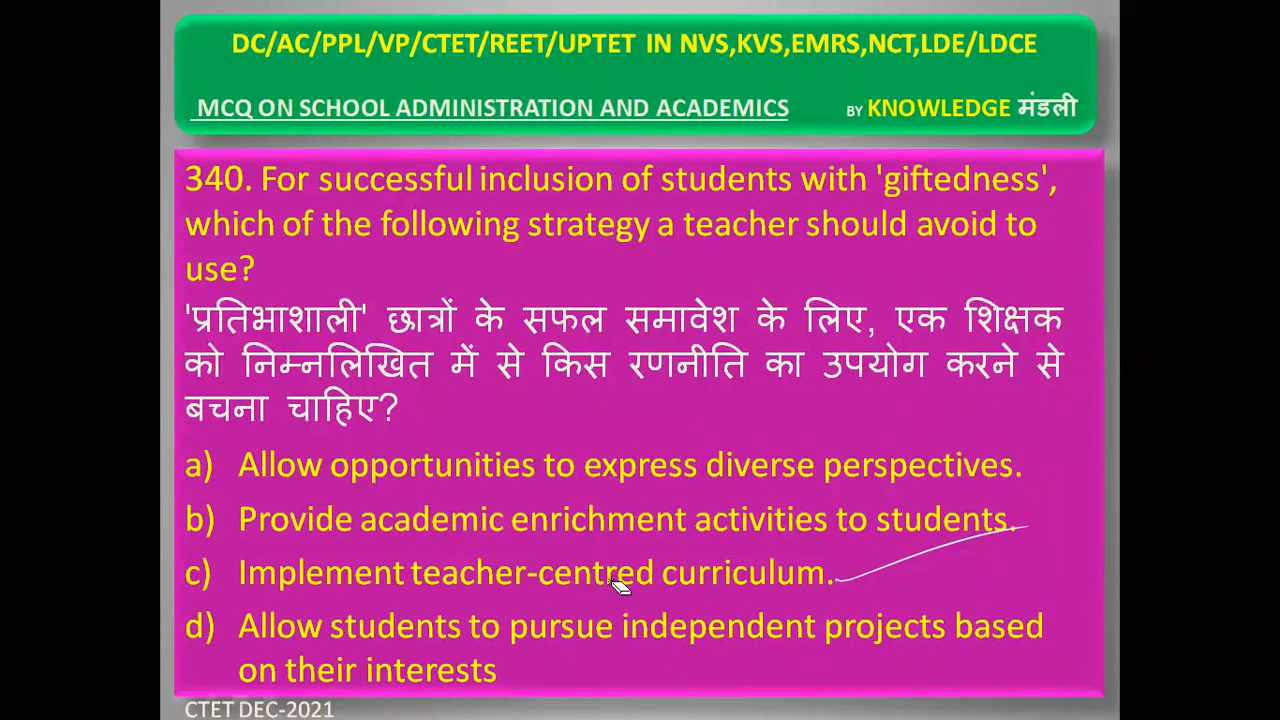 DC/AC/PPL/VP/CTET/REET/UPTET IN NVS,KVS,EMRS,NCT,LDE/LDCE
MCQ ON SCHOOL ADMINISTRATION AND ACADEMICS BY KNOWLEDGE मंडली
340. For successful inclusion of students with 'giftedness',
which of the following strategy a teacher should avoid to
use?
'प्रतिभाशाली' छात्रों के सफल समावेश के लिए, एक शिक्षक
को निम्नलिखित में से किस रणनीति का उपयोग करने से
बचना चाहिए?
a) Allow opportunities to express diverse perspectives.
b) Provide academic enrichment activities to students.
c) Implement teacher-centred curriculum.
d) Allow students to pursue independent projects based
on their interests
CTET DEC-2021